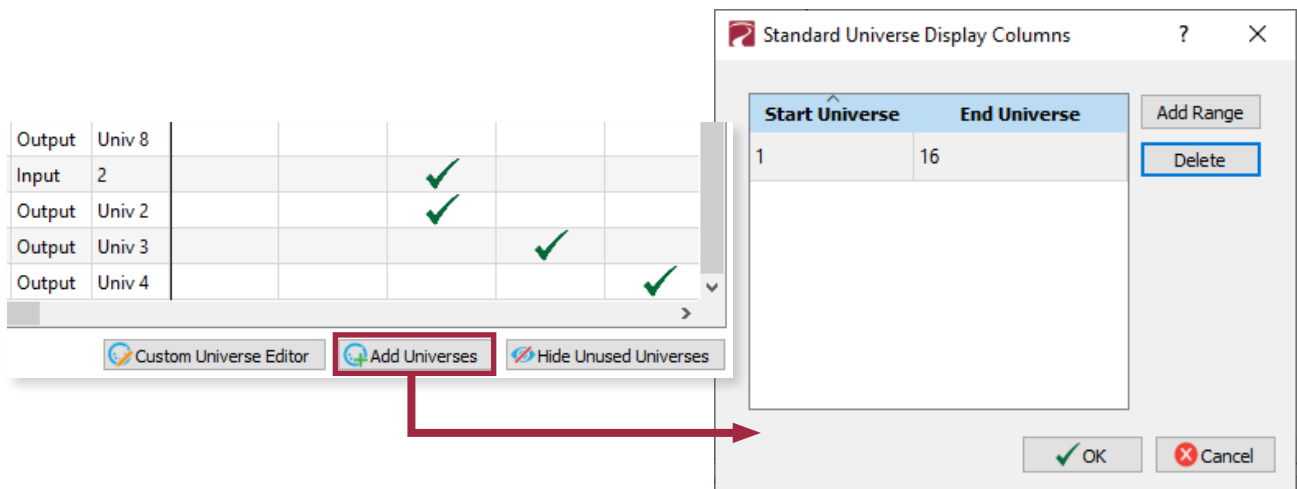 Standard Universe Display Columns ?
Start Universe End Universe Add Range
1 16 Delete
OK Cancel
Output Univ 8
Input 2
Output Univ 2
Output Univ 3
Output Univ 4
Custom Universe Editor Add Universes Hide Unused Universes